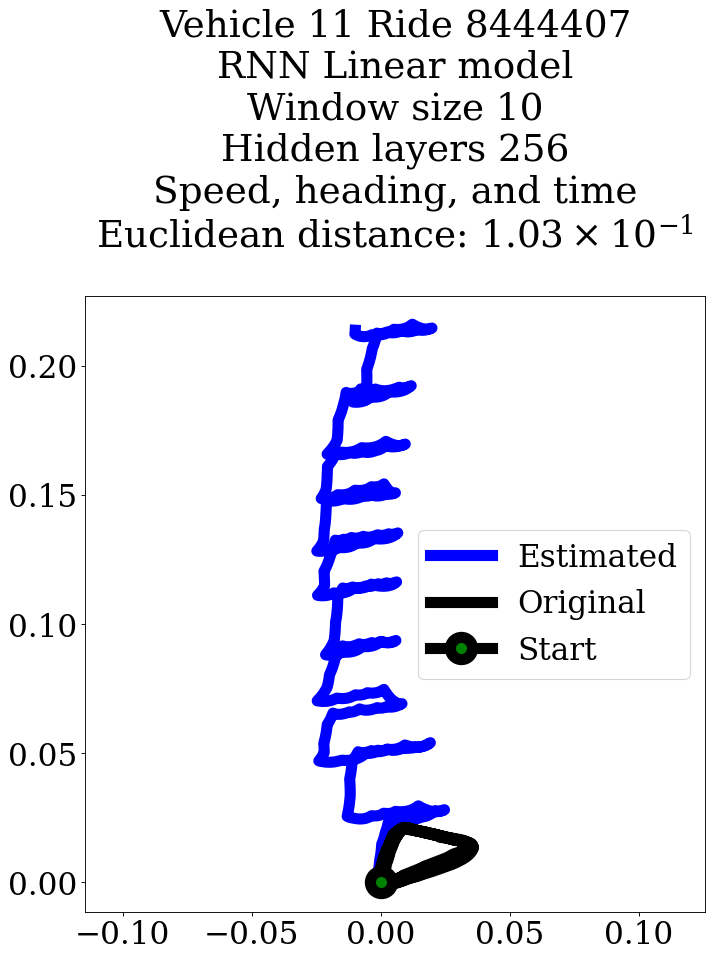 Vehicle 11 Ride 8444407
RNN Linear model
Window size 10
Hidden layers 256
Speed, heading, and time
Euclidean distance: 1.03 × 10⁻¹
0.20
0.15
0.10
0.05
0.00
Estimated
Original
Start
−0.10 −0.05 0.00 0.05 0.10